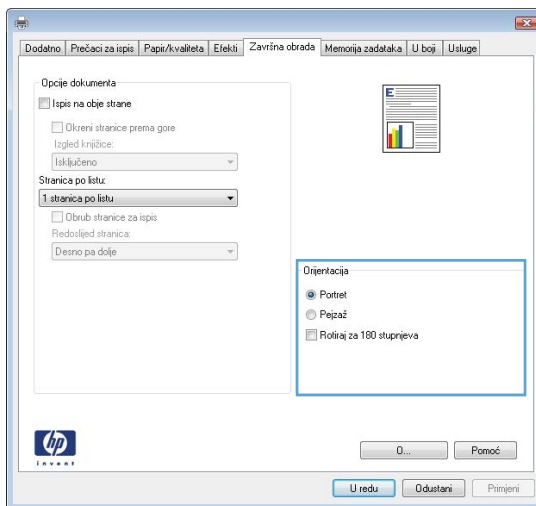 Dodatno Prečaci za ispis Papir/kvaliteta Efekti Završna obrada Memorija zadataka U boji Usluge
Opcije dokumenta
Ispis na obje strane
Okreni stranice prema gore
Izgled knjižice:
Isključeno
Stranica po listu:
1 stranica po listu
Obrub stranice za ispis
Redoslijed stranica:
Desno pa dolje
E
Orijentacija
Portret
Pejzaž
Rotiraj za 180 stupnjeva
hp
invent
O...
Pomoć
U redu
Odustani
Primjeni